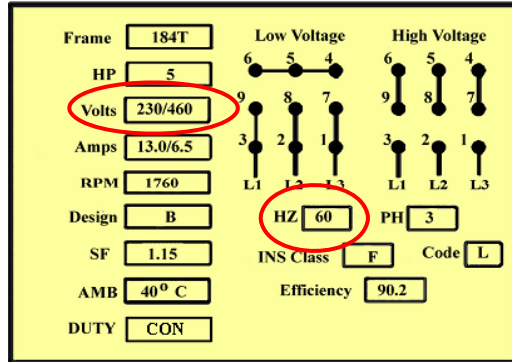 Frame 184T
HP 5
Volts 230/460
Amps 13.0/6.5
RPM 1760
Design B
SF 1.15
AMB 40° C
DUTY CON
Low Voltage
6 5 4
9 8 7
3 2 1
L1 L2 L3
High Voltage
6 5 4
9 8 7
3 2 1
L1 L2 L3
HZ 60 PH 3
INS Class F Code L
Efficiency 90.2